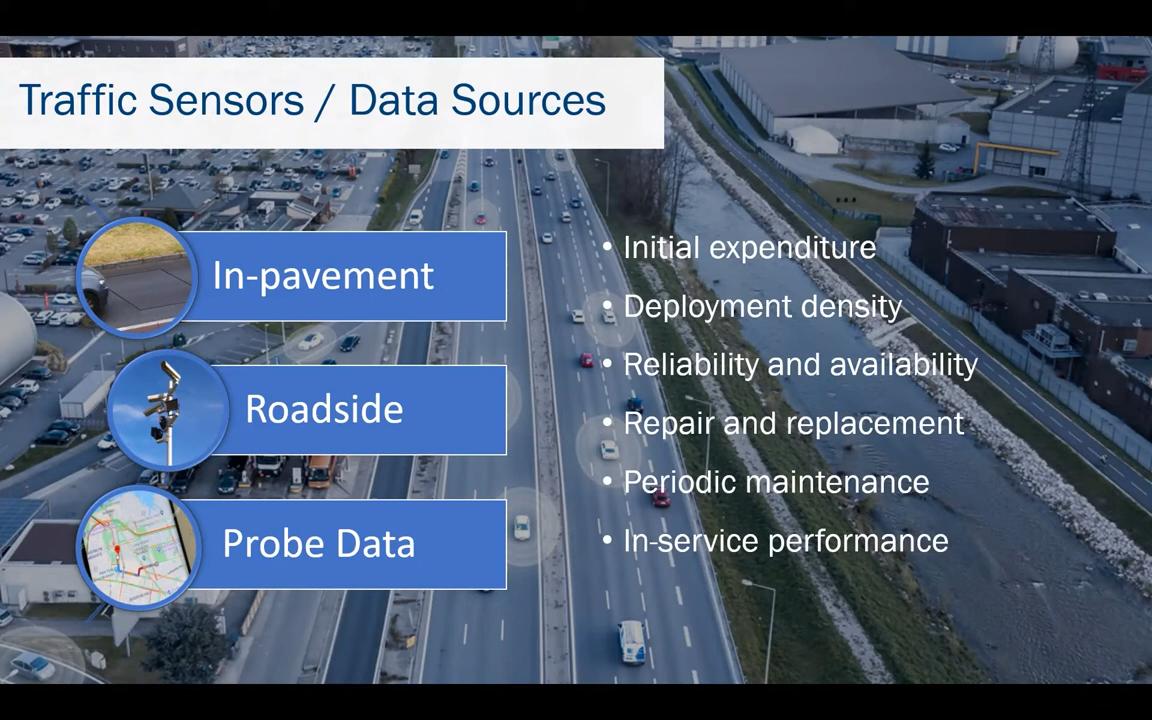 Traffic Sensors / Data Sources
In-pavement
Roadside
Probe Data
• Initial expenditure
• Deployment density
• Reliability and availability
• Repair and replacement
• Periodic maintenance
• In-service performance